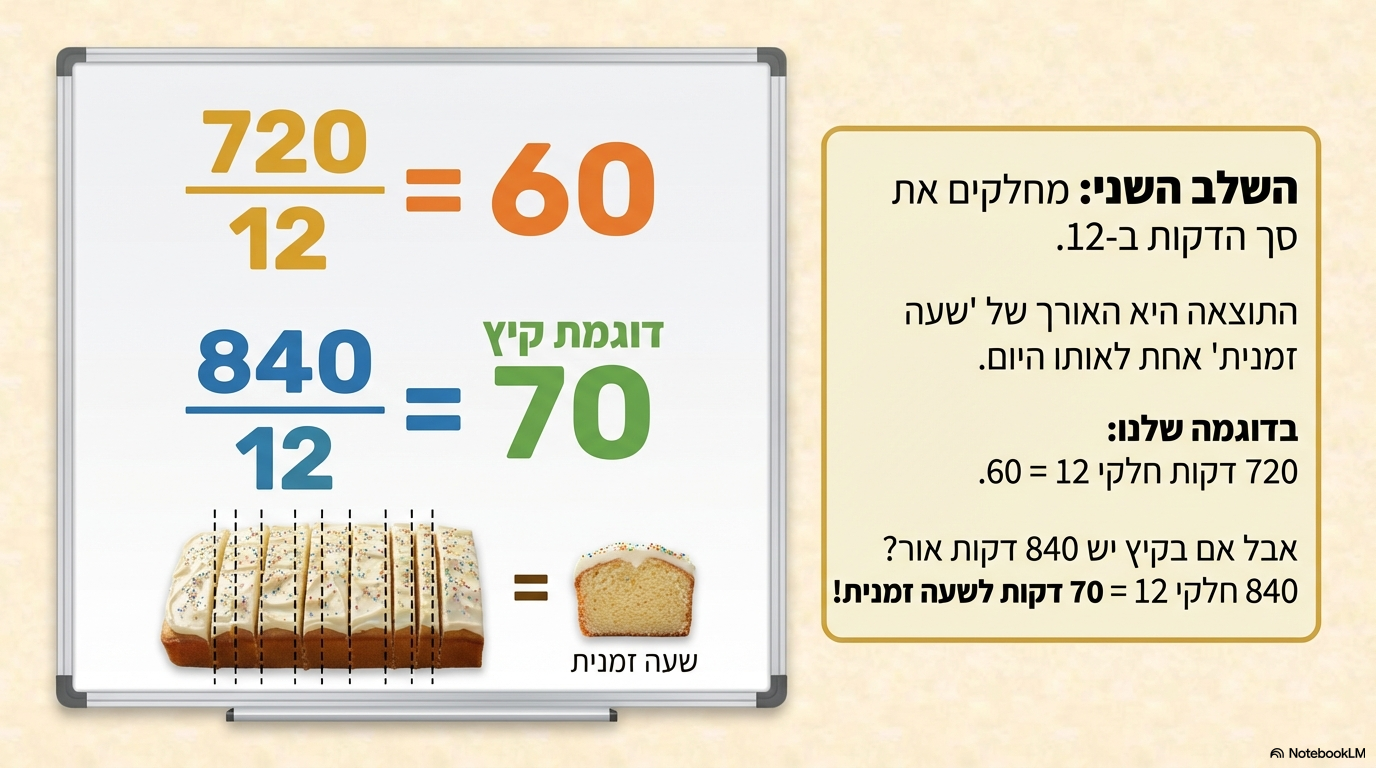 720
12
= 60
דוגמת קיץ
840
12
= 70
=
שעה זמנית
השלב השני: מחלקים את
סך הדקות ב-12.
התוצאה היא האורך של 'שעה
זמנית' אחת לאותו היום.
בדוגמה שלנו:
720 דקות חלקי 12 = 60.
אבל אם בקיץ יש 840 דקות אור?
840 חלקי 12 = 70 דקות לשעה זמנית!
NotebookLM